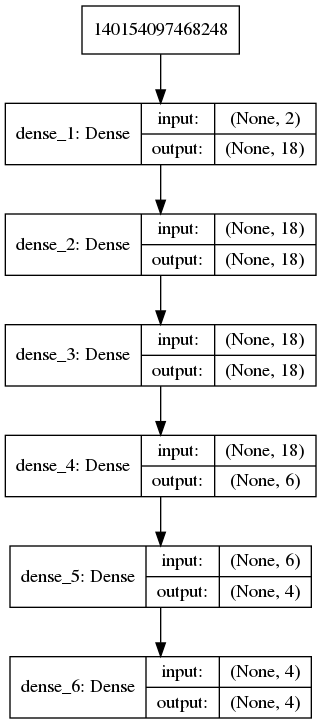 140154097468248
dense_1: Dense
input: (None, 2)
output: (None, 18)
dense_2: Dense
input: (None, 18)
output: (None, 18)
dense_3: Dense
input: (None, 18)
output: (None, 18)
dense_4: Dense
input: (None, 18)
output: (None, 6)
dense_5: Dense
input: (None, 6)
output: (None, 4)
dense_6: Dense
input: (None, 4)
output: (None, 4)